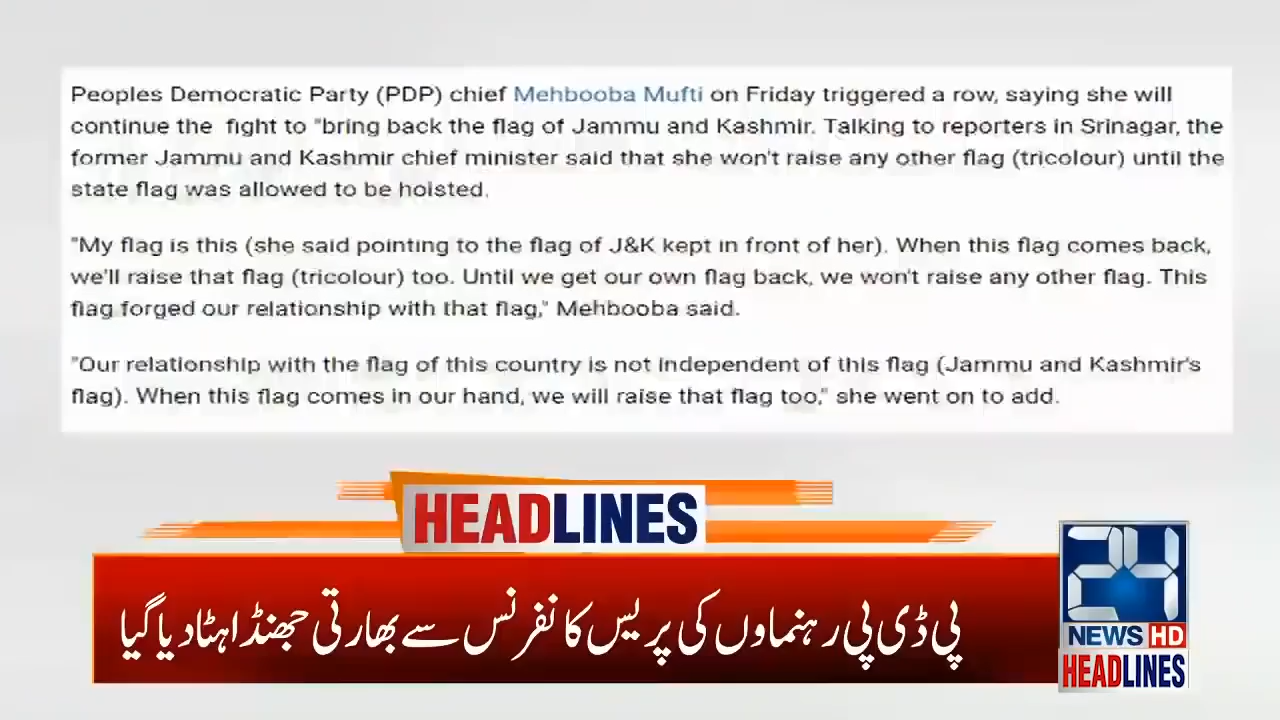 Peoples Democratic Party (PDP) chief Mehbooba Mufti on Friday triggered a row, saying she will
continue the fight to "bring back the flag of Jammu and Kashmir. Talking to reporters in Srinagar, the
former Jammu and Kashmir chief minister said that she won't raise any other flag (tricolour) until the
state flag was allowed to be hoisted.
"My flag is this (she said pointing to the flag of J&K kept in front of her). When this flag comes back,
we'll raise that flag (tricolour) too. Until we get our own flag back, we won't raise any other flag. This
flag forged our relationship with that flag," Mehbooba said.
"Our relationship with the flag of this country is not independent of this flag (Jammu and Kashmir's
flag). When this flag comes in our hand, we will raise that flag too," she went on to add.
HEADLINES
پی ڈی پی رہنماوں کی پریس کانفرنس سے بھارتی جھنڈا ہٹا دیا گیا
24
NEWS HD
HEADLINES